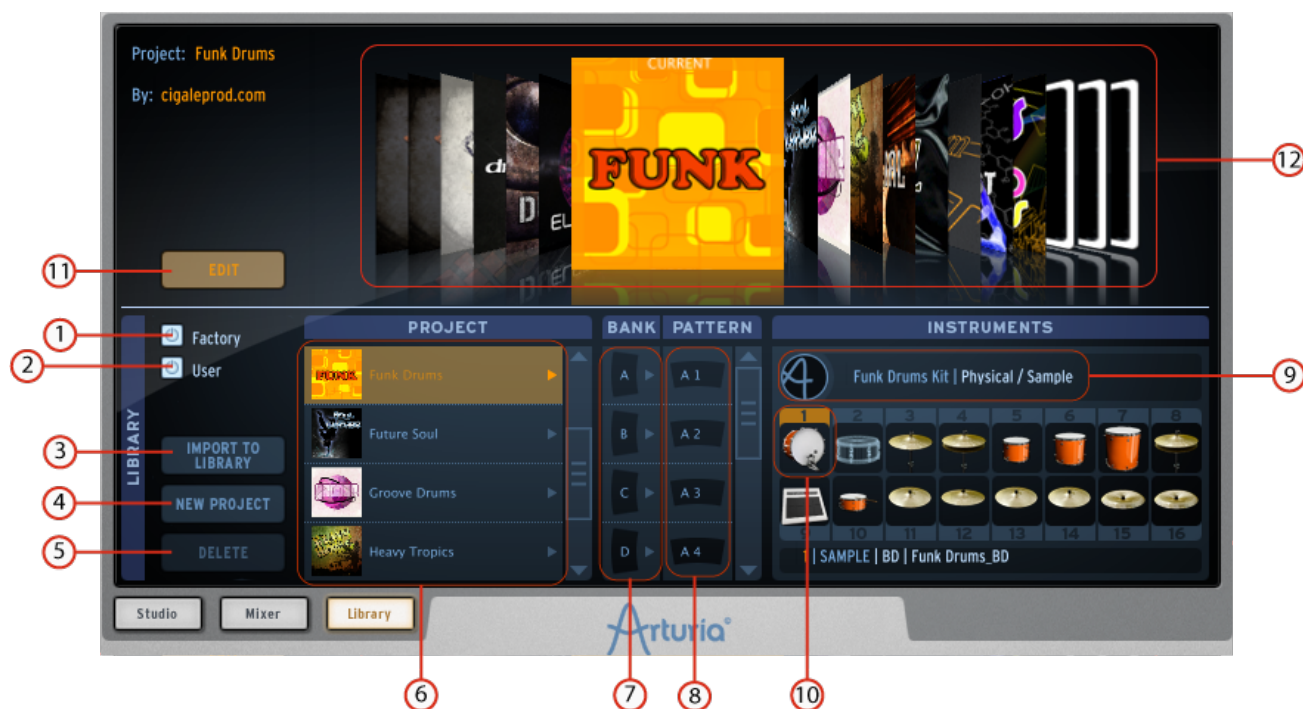 Project: Funk Drums
By: cigaleprod.com
CURRENT
FUNK
12
11
EDIT
1
Factory
2
User
LIBRARY
3
IMPORT TO LIBRARY
4
NEW PROJECT
5
DELETE
PROJECT
Funk Drums
Future Soul
Groove Drums
Heavy Tropics
BANK
A
B
C
D
PATTERN
A 1
A 2
A 3
A 4
INSTRUMENTS
Funk Drums Kit | Physical / Sample
9
1 2 3 4 5 6 7 8
9 10 11 12 13 14 15 16
1 | SAMPLE | BD | Funk Drums_BD
Studio
Mixer
Library
Arturia©
6
7
8
10